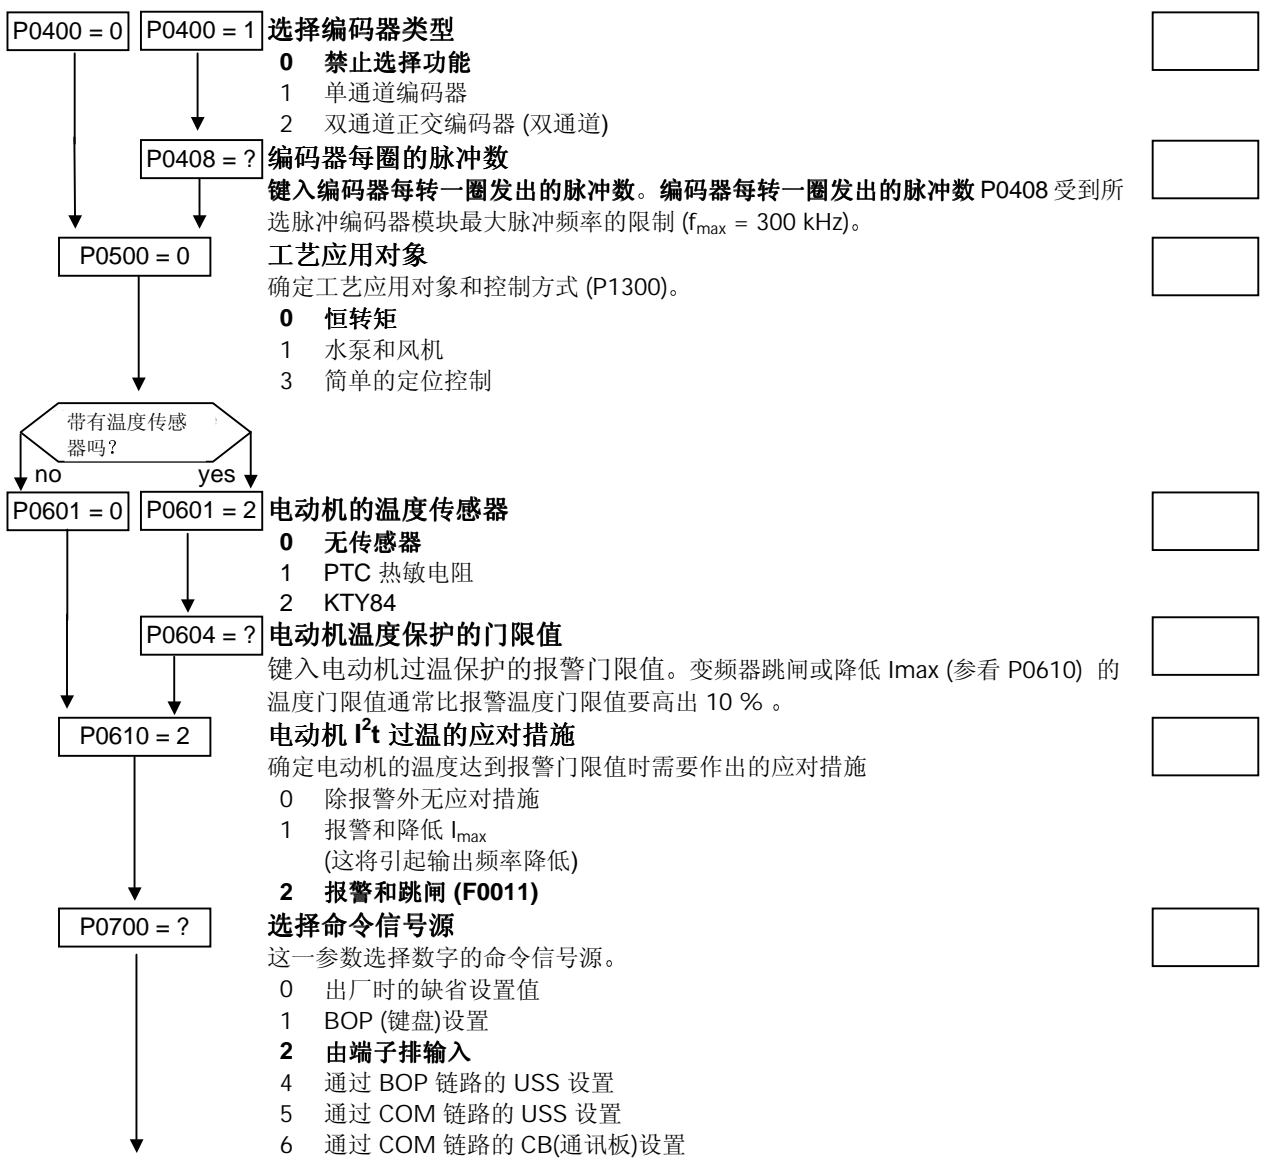 P0400 = 0 P0400 = 1 选择编码器类型
0 禁止选择功能
1 单通道编码器
2 双通道正交编码器 (双通道)
P0408 = ? 编码器每圈的脉冲数
键入编码器每转一圈发出的脉冲数。编码器每转一圈发出的脉冲数 P0408 受到所
选脉冲编码器模块最大脉冲频率的限制 (fmax = 300 kHz)。
P0500 = 0 工艺应用对象
确定工艺应用对象和控制方式 (P1300)。
0 恒转矩
1 水泵和风机
3 简单的定位控制
带有温度传感
器吗?
no yes
P0601 = 0 P0601 = 2 电动机的温度传感器
0 无传感器
1 PTC 热敏电阻
2 KTY84
P0604 = ? 电动机温度保护的门限值
键入电动机过温保护的报警门限值。变频器跳闸或降低 Imax (参看 P0610) 的
温度门限值通常比报警温度门限值要高出 10 % 。
P0610 = 2 电动机 I²t 过温的应对措施
确定电动机的温度达到报警门限值时需要作出的应对措施
0 除报警外无应对措施
1 报警和降低 Imax
(这将引起输出频率降低)
2 报警和跳闸 (F0011)
P0700 = ? 选择命令信号源
这一参数选择数字的命令信号源。
0 出厂时的缺省设置值
1 BOP (键盘)设置
2 由端子排输入
4 通过 BOP 链路的 USS 设置
5 通过 COM 链路的 USS 设置
6 通过 COM 链路的 CB(通讯板)设置